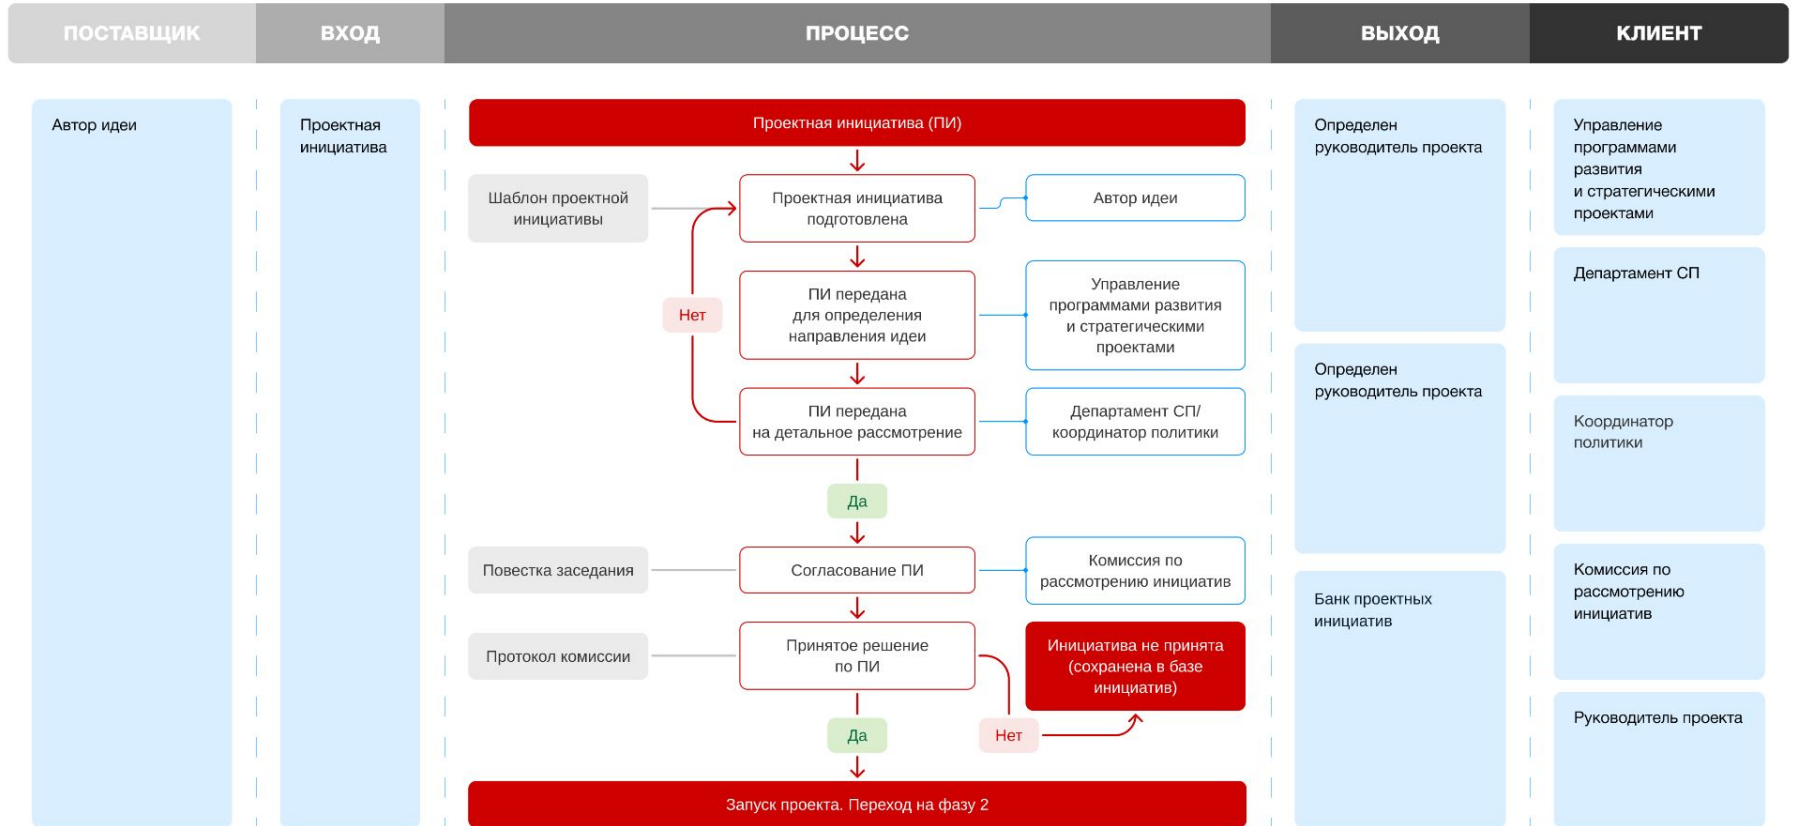 ПОСТАВЩИК
ВХОД
ПРОЦЕСС
ВЫХОД
КЛИЕНТ
Автор идеи
Проектная
инициатива
Проектная инициатива (ПИ)
Шаблон проектной
инициативы
Проектная инициатива
подготовлена
Автор идеи
Нет
ПИ передана
для определения
направления идеи
Управление
программами развития
и стратегическими
проектами
ПИ передана
на детальное рассмотрение
Департамент СП/
координатор политики
Да
Повестка заседания
Согласование ПИ
Комиссия по
рассмотрению инициатив
Протокол комиссии
Принятое решение
по ПИ
Инициатива не принята
(сохранена в базе
инициатив)
Да
Нет
Запуск проекта. Переход на фазу 2
Определен
руководитель проекта
Определен
руководитель проекта
Банк проектных
инициатив
Управление
программами
развития
и стратегическими
проектами
Департамент СП
Координатор
политики
Комиссия по
рассмотрению
инициатив
Руководитель проекта